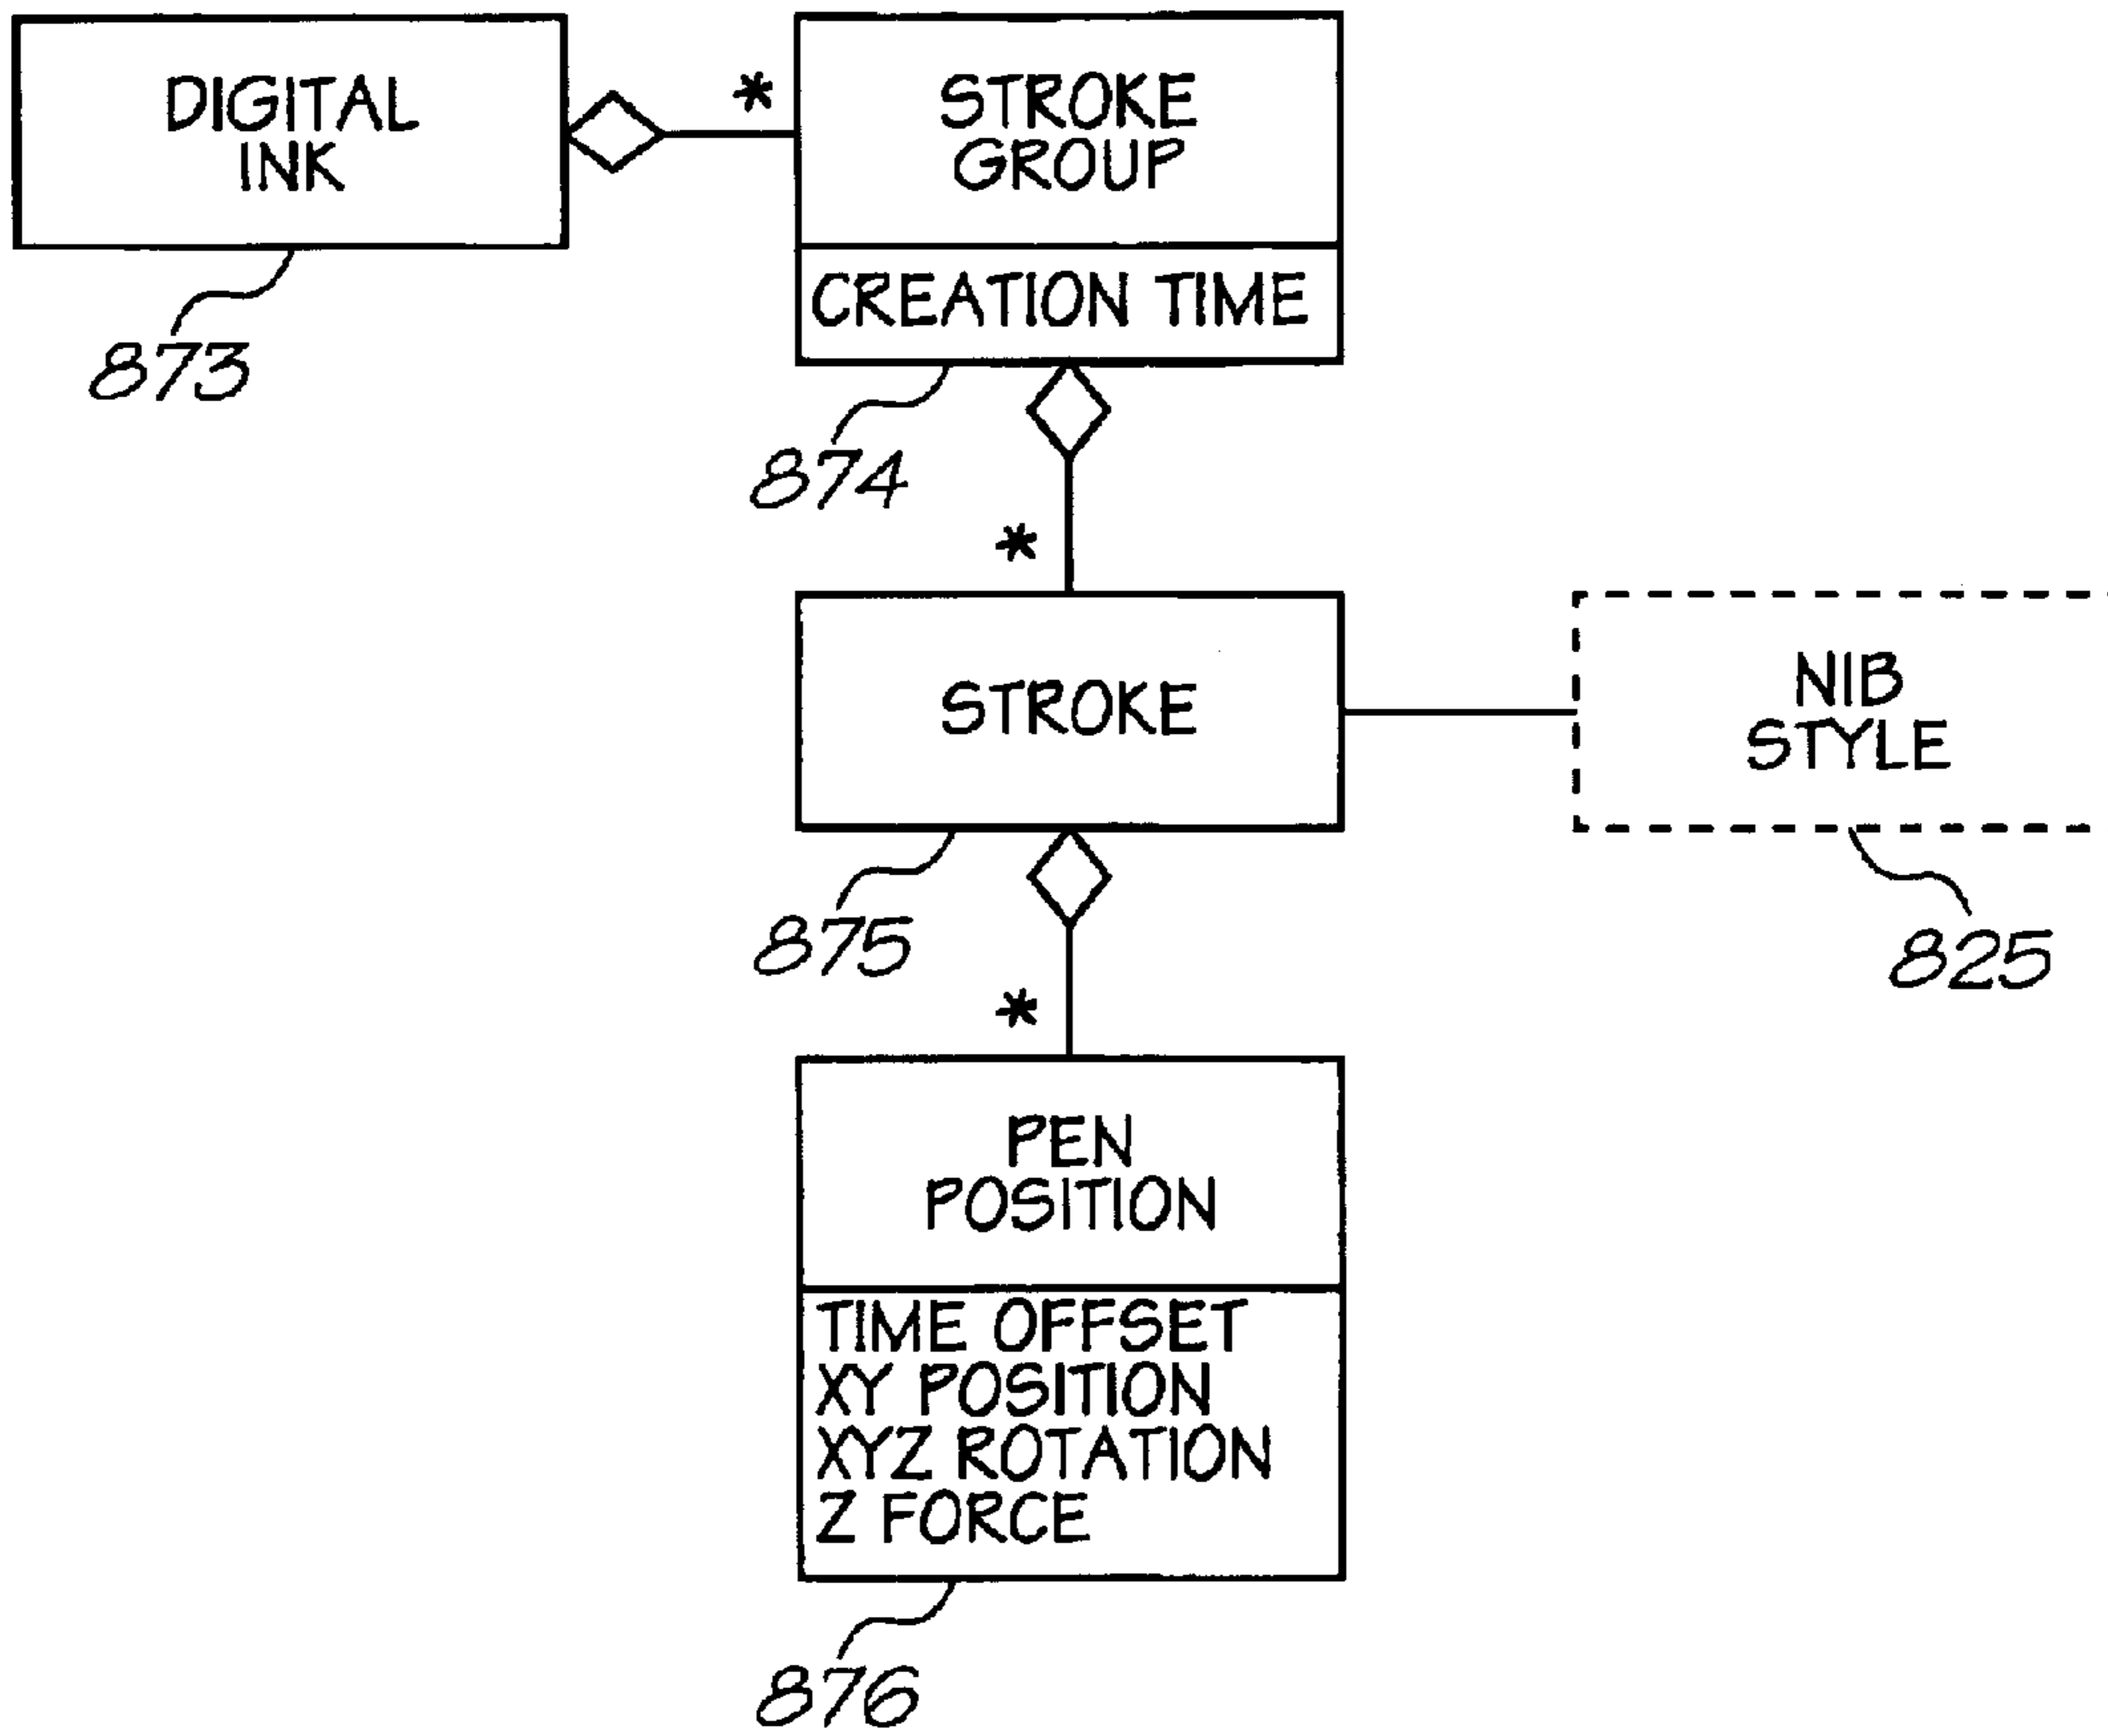 DIGITAL
INK
873
*
STROKE
GROUP
CREATION TIME
874
*
STROKE
875
NIB
STYLE
825
*
PEN
POSITION
TIME OFFSET
XY POSITION
XYZ ROTATION
Z FORCE
876